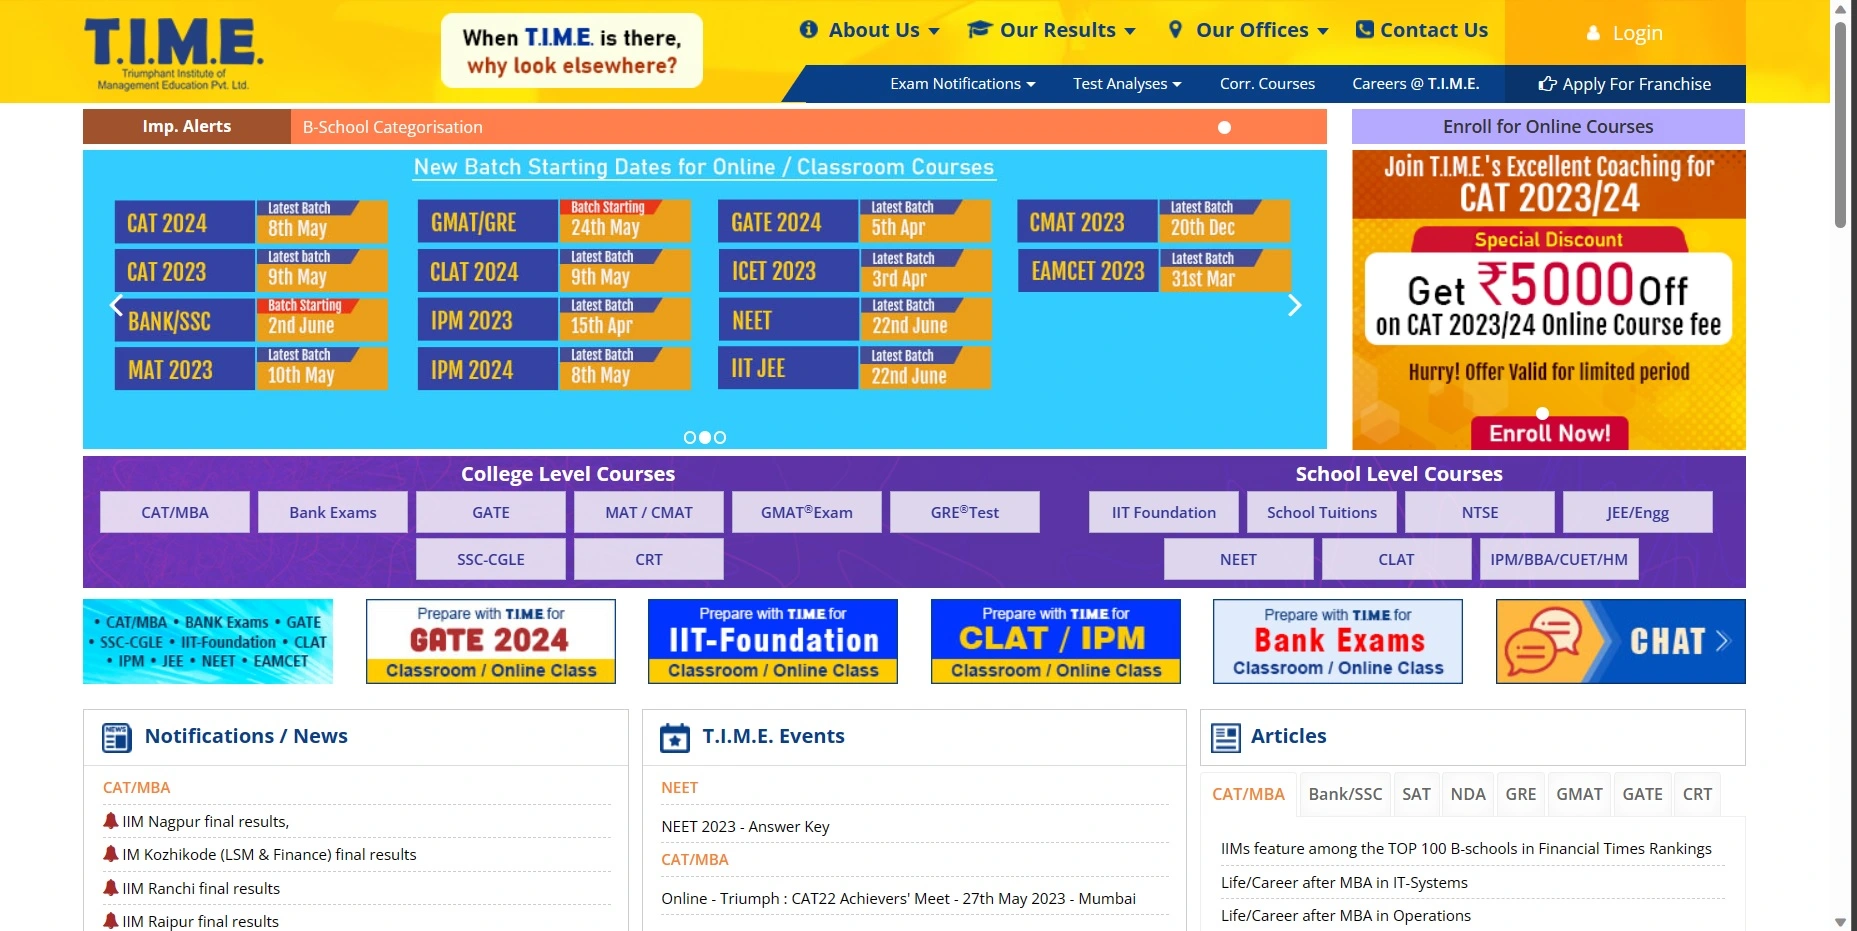 T.I.M.E.
Triumphant Institute of
Management Education Pvt. Ltd.
When T.I.M.E. is there,
why look elsewhere?
About Us
Our Results
Our Offices
Contact Us
Login
Exam Notifications
Test Analyses
Corr. Courses
Careers @ T.I.M.E.
Apply For Franchise
Imp. Alerts
B-School Categorisation
Enroll for Online Courses
New Batch Starting Dates for Online / Classroom Courses
CAT 2024
Latest Batch
8th May
CAT 2023
Latest batch
9th May
BANK/SSC
Batch Starting
2nd June
MAT 2023
Latest Batch
10th May
GMAT/GRE
Batch Starting
24th May
CLAT 2024
Latest Batch
9th May
IPM 2023
Latest Batch
15th Apr
IPM 2024
Latest Batch
8th May
GATE 2024
Latest Batch
5th Apr
ICET 2023
Latest Batch
3rd Apr
NEET
Latest Batch
22nd June
IIT JEE
Latest Batch
22nd June
CMAT 2023
Latest Batch
20th Dec
EAMCET 2023
Latest Batch
31st Mar
Join T.I.M.E.'s Excellent Coaching for
CAT 2023/24
Special Discount
Get ₹5000 Off
on CAT 2023/24 Online Course fee
Hurry! Offer Valid for limited period
Enroll Now!
College Level Courses
CAT/MBA
Bank Exams
GATE
MAT / CMAT
GMAT®Exam
GRE®Test
SSC-CGLE
CRT
School Level Courses
IIT Foundation
School Tuitions
NTSE
JEE/Engg
NEET
CLAT
IPM/BBA/CUET/HM
• CAT/MBA • BANK Exams • GATE
• SSC-CGLE • IIT-Foundation • CLAT
• IPM • JEE • NEET • EAMCET
Prepare with T.I.M.E. for
GATE 2024
Classroom / Online Class
Prepare with T.I.M.E. for
IIT-Foundation
Classroom / Online Class
Prepare with T.I.M.E. for
CLAT / IPM
Classroom / Online Class
Prepare with T.I.M.E. for
Bank Exams
Classroom / Online Class
CHAT
NEWS
Notifications / News
CAT/MBA
IIM Nagpur final results,
IM Kozhikode (LSM & Finance) final results
IIM Ranchi final results
IIM Raipur final results
T.I.M.E. Events
NEET
NEET 2023 - Answer Key
CAT/MBA
Online - Triumph : CAT22 Achievers' Meet - 27th May 2023 - Mumbai
Articles
CAT/MBA
Bank/SSC
SAT
NDA
GRE
GMAT
GATE
CRT
IIMs feature among the TOP 100 B-schools in Financial Times Rankings
Life/Career after MBA in IT-Systems
Life/Career after MBA in Operations